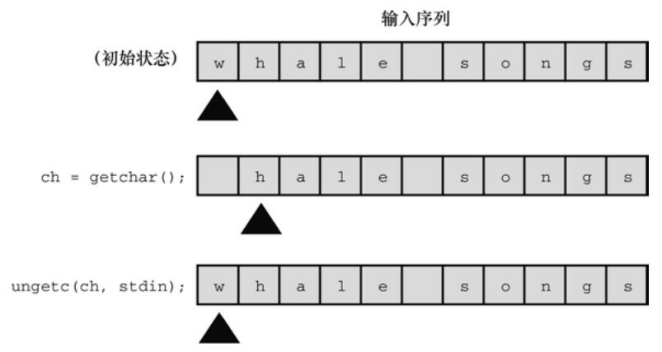 输入序列
(初始状态) w h a l e s o n g s
ch = getchar(); h a l e s o n g s
ungetc(ch, stdin); w h a l e s o n g s